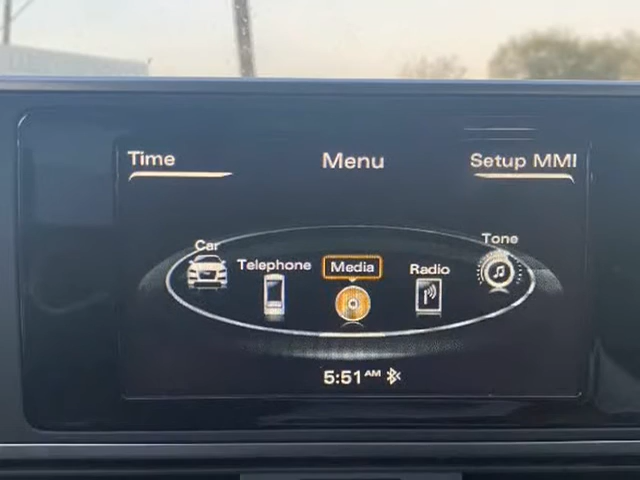 Time
Menu
Setup MMI
Car
Telephone
Media
Radio
Tone
5:51 AM